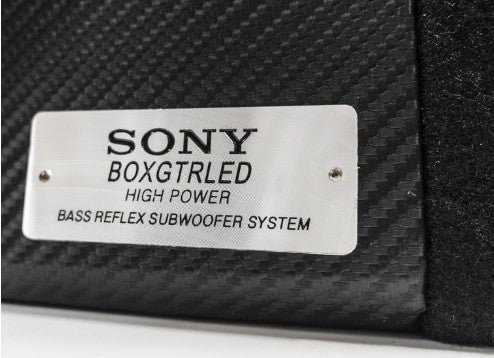 SONY
BOXGTRLED
HIGH POWER
BASS REFLEX SUBWOOFER SYSTEM